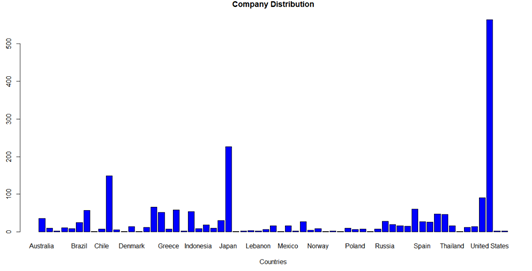 Company Distribution
500
400
300
200
100
0
Australia Brazil Chile Denmark Greece Indonesia Japan Lebanon Mexico Norway Poland Russia Spain Thailand United States
Countries